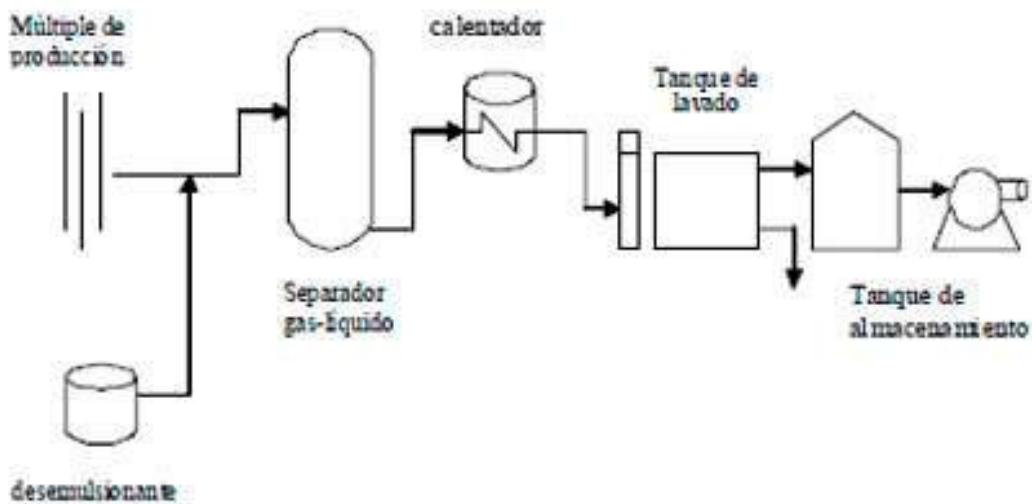 Múltiple de
producción
calentador
Tanque de
lavado
Separador
gas-líquido
Tanque de
almacenamiento
desemulsionante